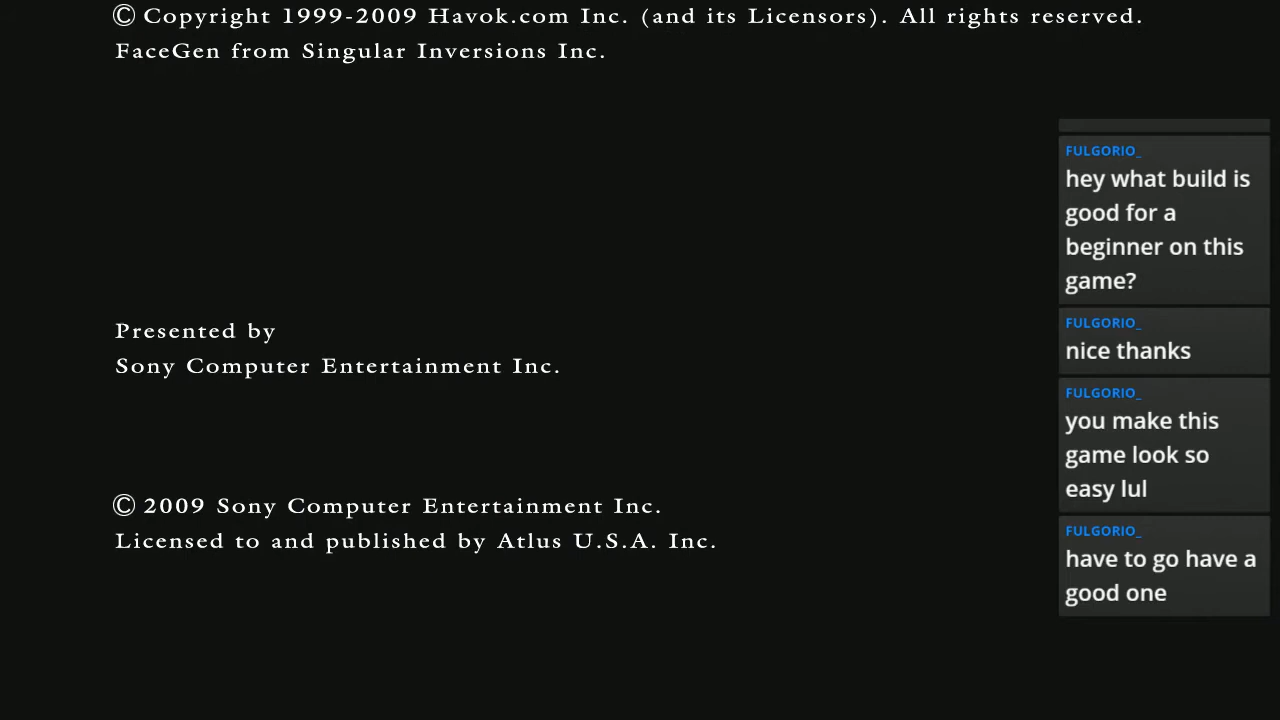 © Copyright 1999-2009 Havok.com Inc. (and its Licensors). All rights reserved.
FaceGen from Singular Inversions Inc.
Presented by
Sony Computer Entertainment Inc.
© 2009 Sony Computer Entertainment Inc.
Licensed to and published by Atlus U.S.A. Inc.
FULGORIO_
hey what build is
good for a
beginner on this
game?
FULGORIO_
nice thanks
FULGORIO_
you make this
game look so
easy lul
FULGORIO_
have to go have a
good one